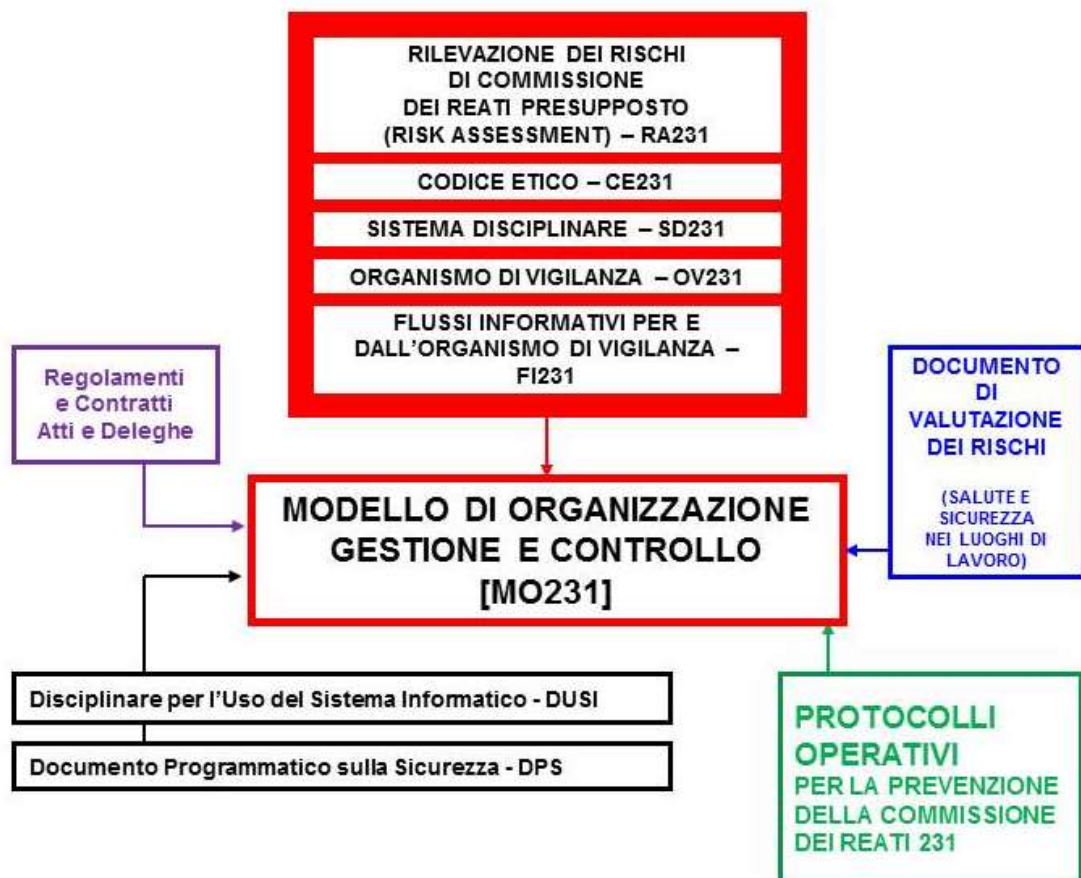 RILEVAZIONE DEI RISCHI
DI COMMISSIONE
DEI REATI PRESUPPOSTO
(RISK ASSESSMENT) – RA231
CODICE ETICO – CE231
SISTEMA DISCIPLINARE – SD231
ORGANISMO DI VIGILANZA – OV231
FLUSSI INFORMATIVI PER E
DALL'ORGANISMO DI VIGILANZA –
FI231
Regolamenti
e Contratti
Atti e Deleghe
DOCUMENTO
DI
VALUTAZIONE
DEI RISCHI
(SALUTE E
SICUREZZA
NEI LUOGHI DI
LAVORO)
MODELLO DI ORGANIZZAZIONE
GESTIONE E CONTROLLO
[MO231]
Disciplinare per l'Uso del Sistema Informatico - DUSI
Documento Programmatico sulla Sicurezza - DPS
PROTOCOLLI
OPERATIVI
PER LA PREVENZIONE
DELLA COMMISSIONE
DEI REATI 231